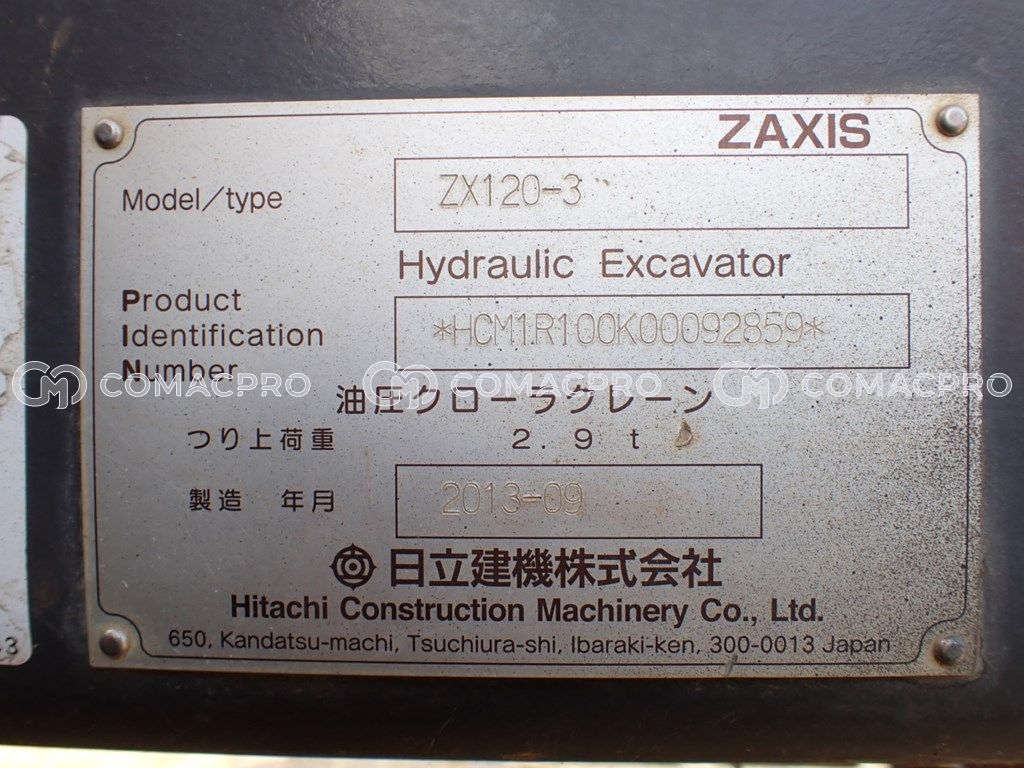 ZAXIS
Model/type ZX120-3
Hydraulic Excavator
Product
Identification *HCM1R100K00092859*
Number
COMACPRO COMACPRO COMACPRO
油圧クローラクレーン
つり上荷重 2.9 t
製造 年月 2013-09
日立建機株式会社
Hitachi Construction Machinery Co., Ltd.
650, Kandatsu-machi, Tsuchiura-shi, Ibaraki-ken, 300-0013 Japan